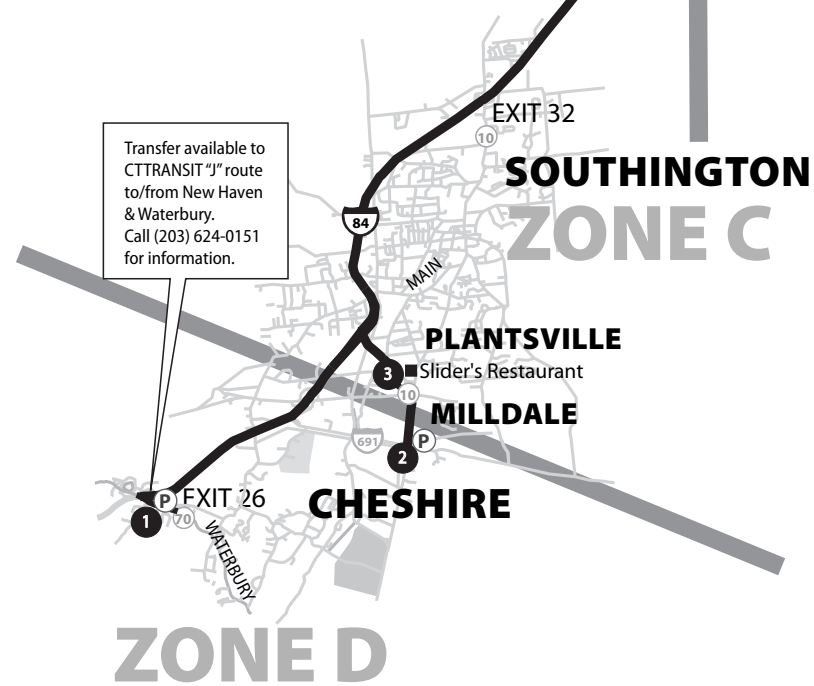 EXIT 32
10
Transfer available to
CTTRANSIT “J” route
to/from New Haven
& Waterbury.
Call (203) 624-0151
for information.
SOUTHINGTON
ZONE C
84
MAIN
PLANTSVILLE
3
Slider's Restaurant
10
MILLDALE
691
P
2
P
EXIT 26
CHESHIRE
1
70
WATERBURY
ZONE D